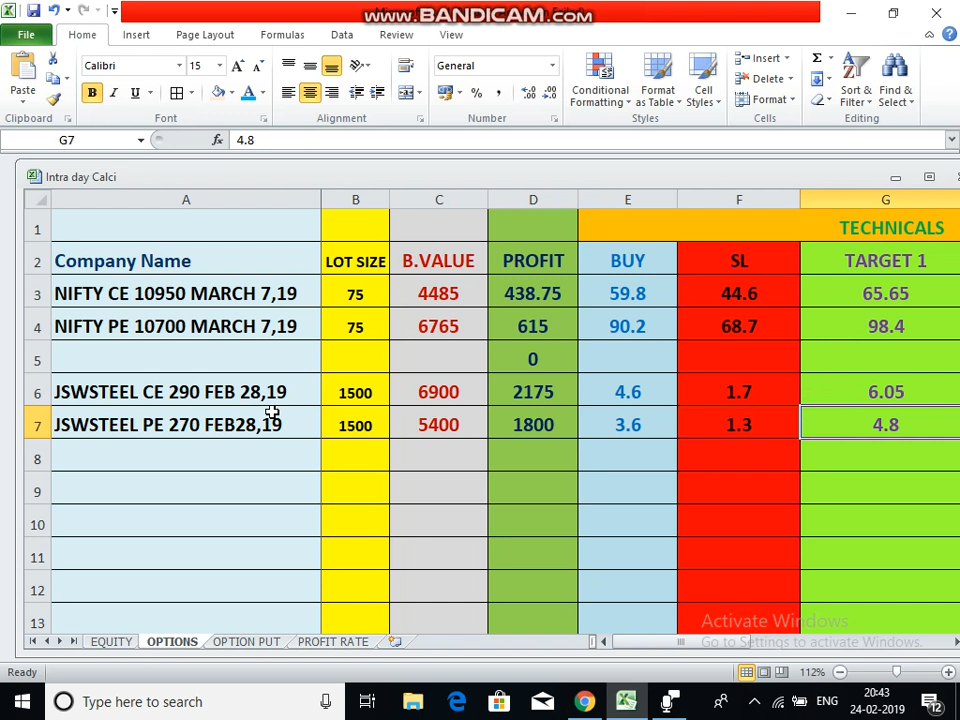 www.BANDICAM.com
File Home Insert Page Layout Formulas Data Review View
Calibri 15 General
Paste
B I U
Conditional Formatting Format as Table Cell Styles
Insert
Delete
Format
Sort & Filter Find & Select
Clipboard Font Alignment Number Styles Cells Editing
G7 fx 4.8
Intra day Calci
A B C D E F G
1 TECHNICALS
2 Company Name LOT SIZE B.VALUE PROFIT BUY SL TARGET 1
3 NIFTY CE 10950 MARCH 7,19 75 4485 438.75 59.8 44.6 65.65
4 NIFTY PE 10700 MARCH 7,19 75 6765 615 90.2 68.7 98.4
5 0
6 JSWSTEEL CE 290 FEB 28,19 1500 6900 2175 4.6 1.7 6.05
7 JSWSTEEL PE 270 FEB28,19 1500 5400 1800 3.6 1.3 4.8
8
9
10
11
12
13
Activate Windows
Go to Settings to activate Windows.
EQUITY OPTIONS OPTION PUT PROFIT RATE
Ready 112%
Type here to search
ENG
20:43
24-02-2019
12